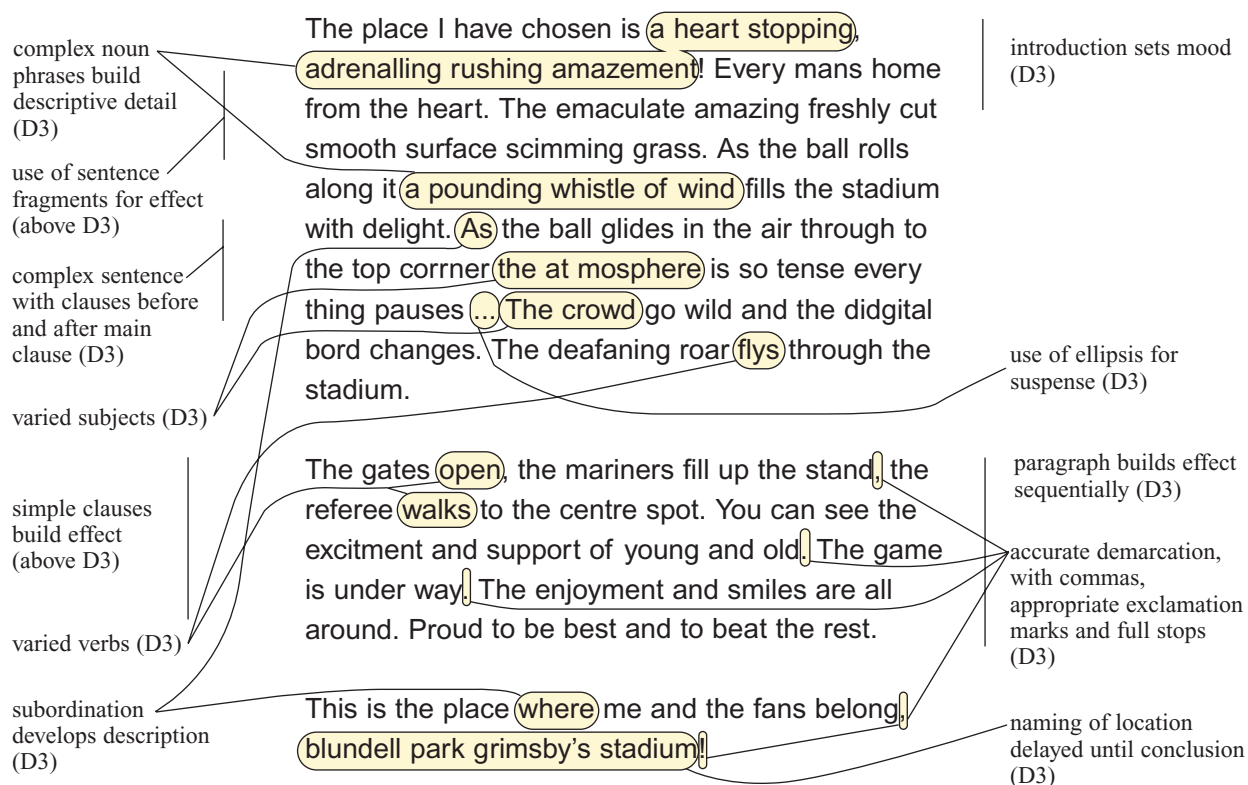 complex noun
phrases build
descriptive detail
(D3)
use of sentence
fragments for effect
(above D3)
complex sentence
with clauses before
and after main
clause (D3)
varied subjects (D3)
simple clauses
build effect
(above D3)
varied verbs (D3)
subordination
develops description
(D3)
The place I have chosen is a heart stopping,
adrenalling rushing amazement! Every mans home
from the heart. The emaculate amazing freshly cut
smooth surface scimming grass. As the ball rolls
along it a pounding whistle of wind fills the stadium
with delight. As the ball glides in the air through to
the top corrner the at mosphere is so tense every
thing pauses ... The crowd go wild and the didgital
bord changes. The deafaning roar flys through the
stadium.
The gates open, the mariners fill up the stand, the
referee walks to the centre spot. You can see the
excitment and support of young and old. The game
is under way. The enjoyment and smiles are all
around. Proud to be best and to beat the rest.
This is the place where me and the fans belong,
blundell park grimsby's stadium!
introduction sets mood
(D3)
use of ellipsis for
suspense (D3)
paragraph builds effect
sequentially (D3)
accurate demarcation,
with commas,
appropriate exclamation
marks and full stops
(D3)
naming of location
delayed until conclusion
(D3)